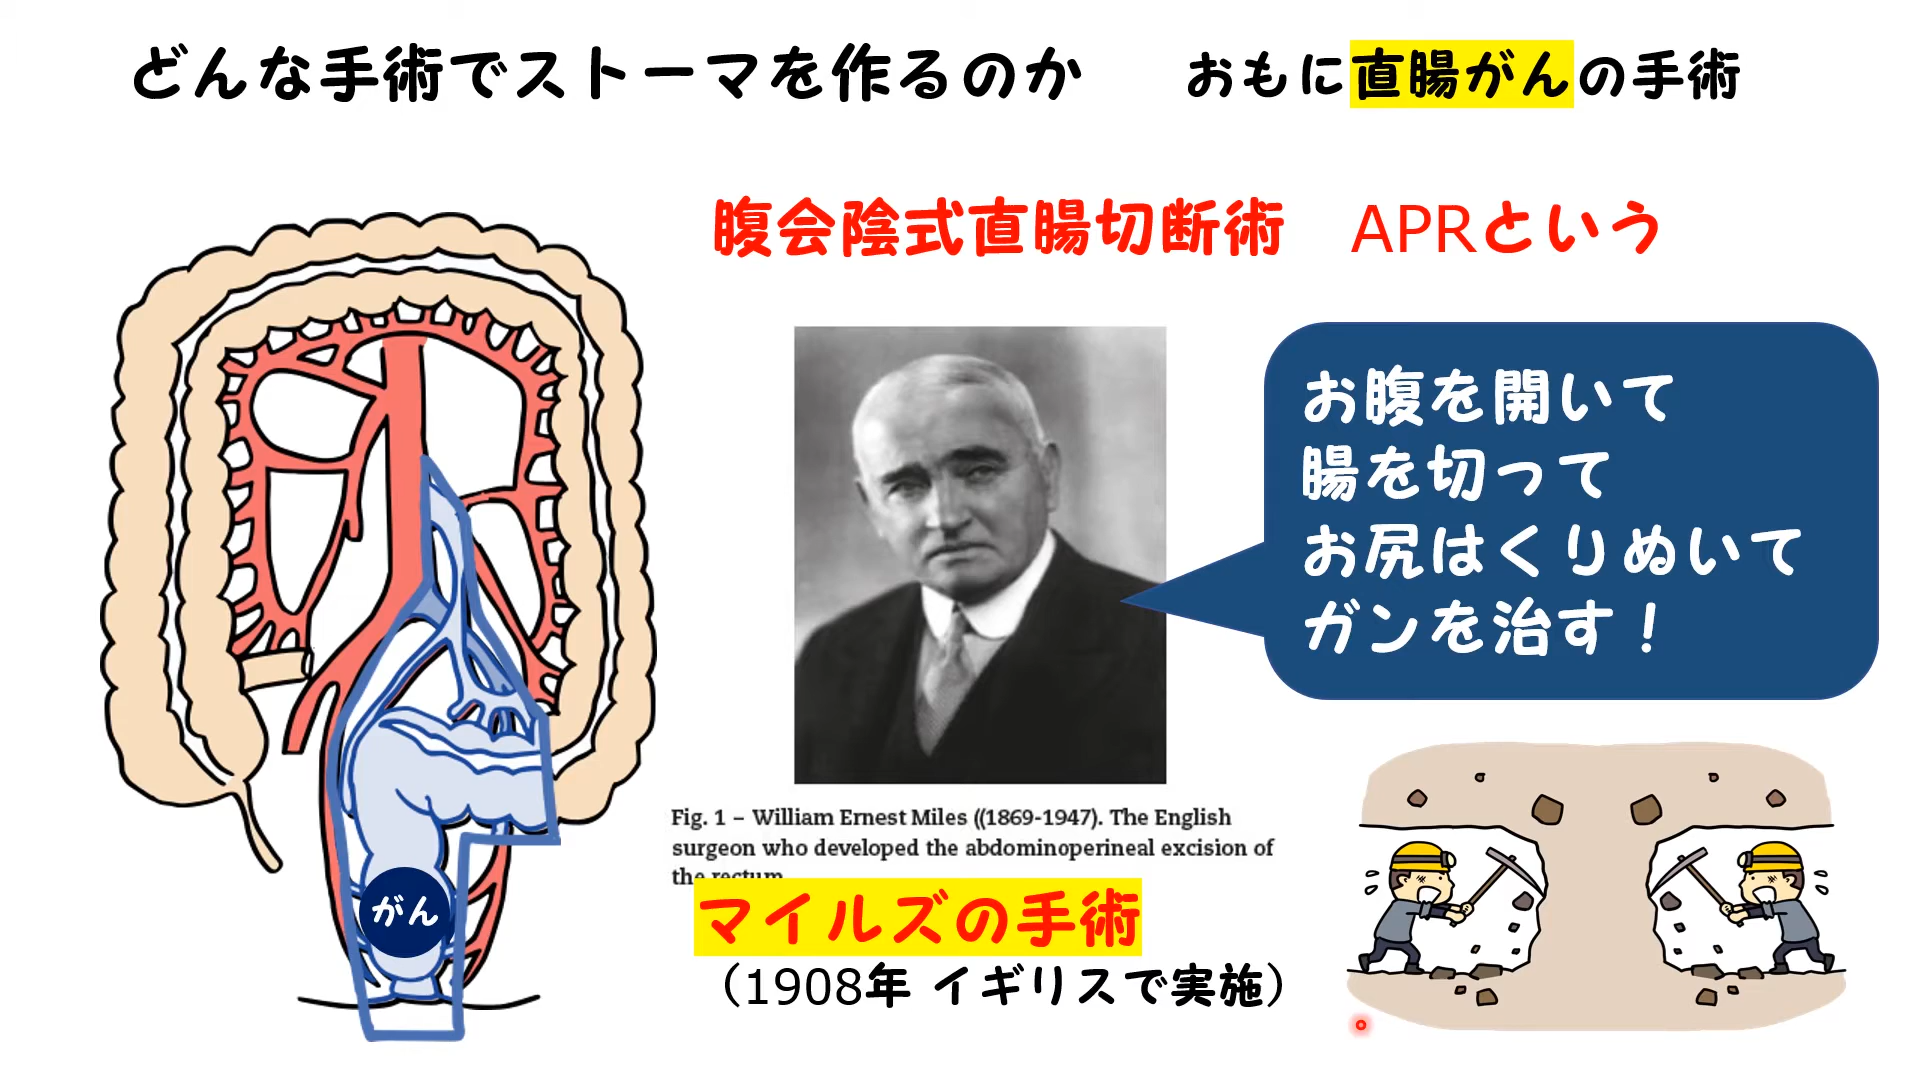 どんな手術でストーマを作るのか　おもに直腸がんの手術
腹会陰式直腸切断術　APRという
お腹を開いて
腸を切って
お尻はくりぬいて
ガンを治す！
Fig. 1 – William Ernest Miles ((1869-1947). The English
surgeon who developed the abdominoperineal excision of
the rectum
がん
マイルズの手術
（1908年 イギリスで実施）